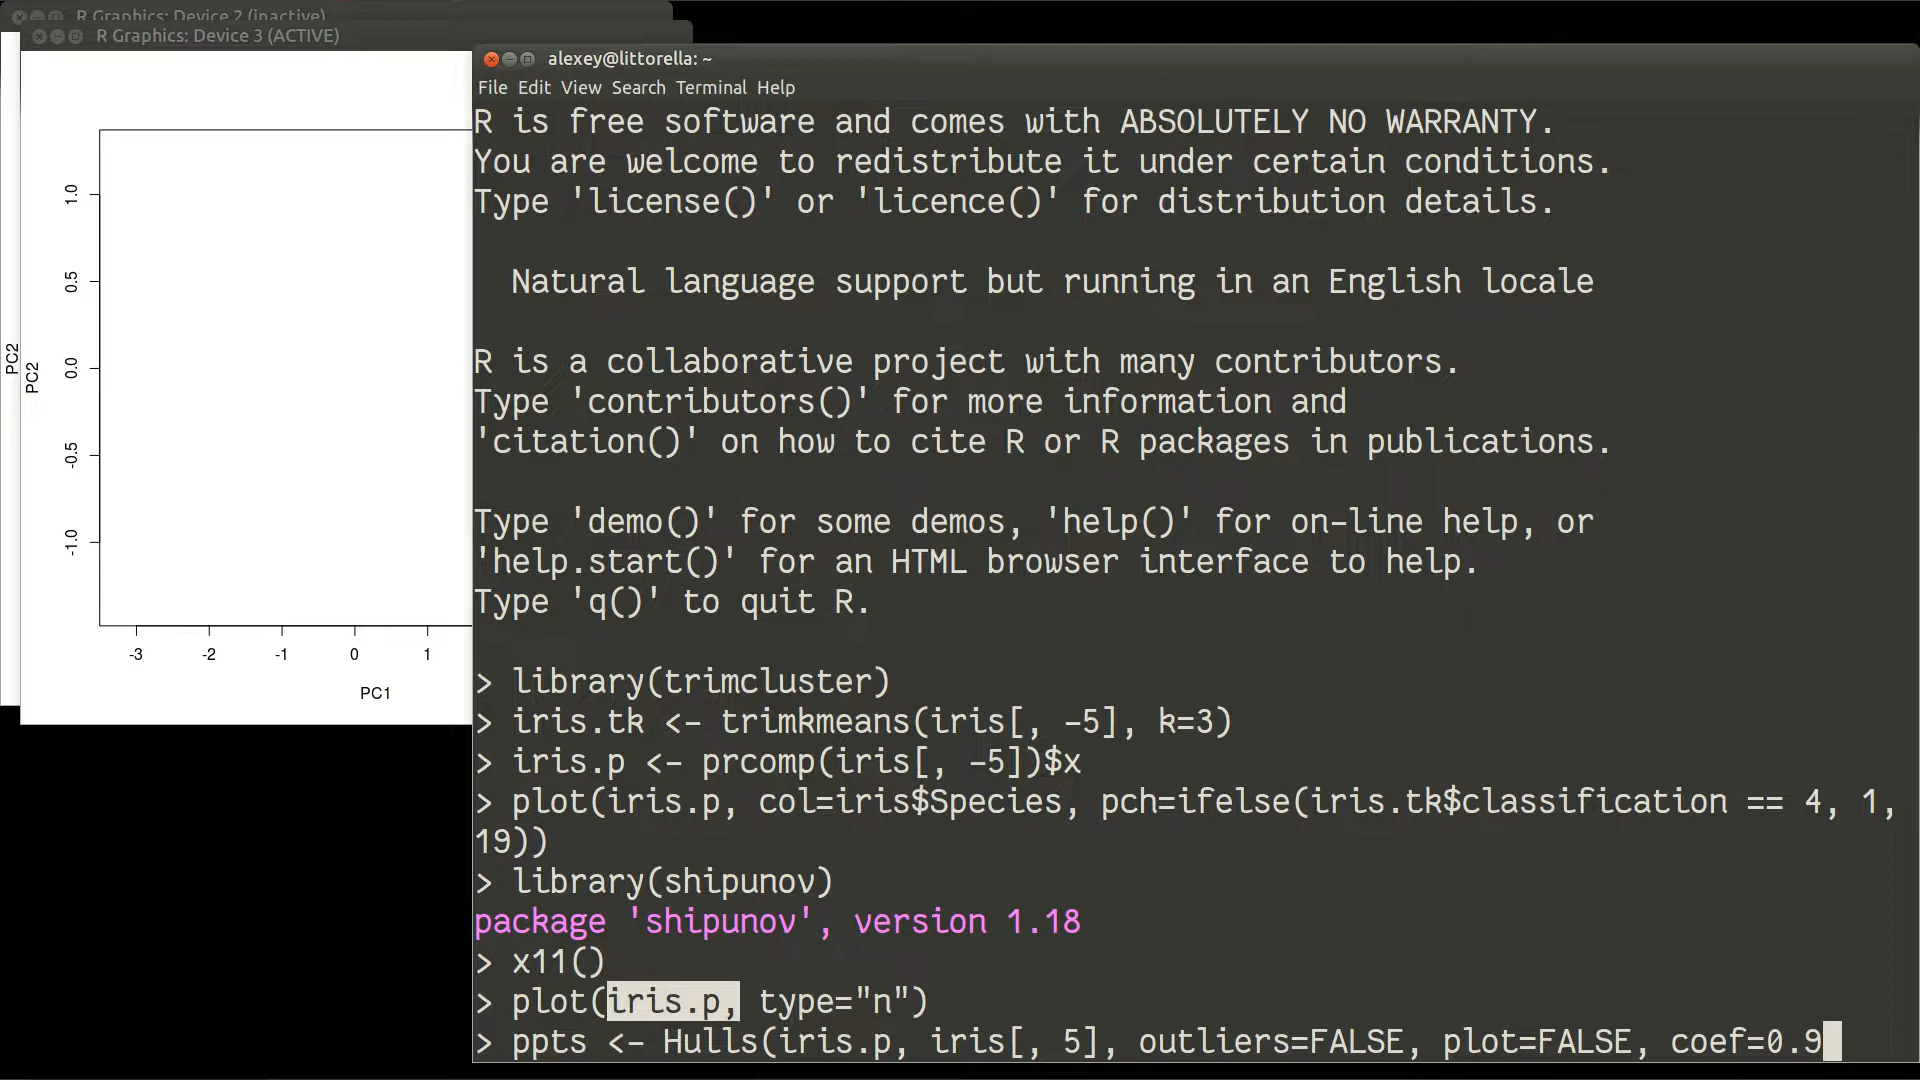 R Graphics: Device 2 (inactive)
R Graphics: Device 3 (ACTIVE)
PC2
PC2
1.0
0.5
0.0
-0.5
-1.0
-3 -2 -1 0 1
PC1
alexey@littorella: ~
File Edit View Search Terminal Help
R is free software and comes with ABSOLUTELY NO WARRANTY.
You are welcome to redistribute it under certain conditions.
Type 'license()' or 'licence()' for distribution details.
Natural language support but running in an English locale
R is a collaborative project with many contributors.
Type 'contributors()' for more information and
'citation()' on how to cite R or R packages in publications.
Type 'demo()' for some demos, 'help()' for on-line help, or
'help.start()' for an HTML browser interface to help.
Type 'q()' to quit R.
> library(trimcluster)
> iris.tk <- trimkmeans(iris[, -5], k=3)
> iris.p <- prcomp(iris[, -5])$x
> plot(iris.p, col=iris$Species, pch=ifelse(iris.tk$classification == 4, 1,
19))
> library(shipunov)
package 'shipunov', version 1.18
> x11()
> plot(iris.p, type="n")
> ppts <- Hulls(iris.p, iris[, 5], outliers=FALSE, plot=FALSE, coef=0.9